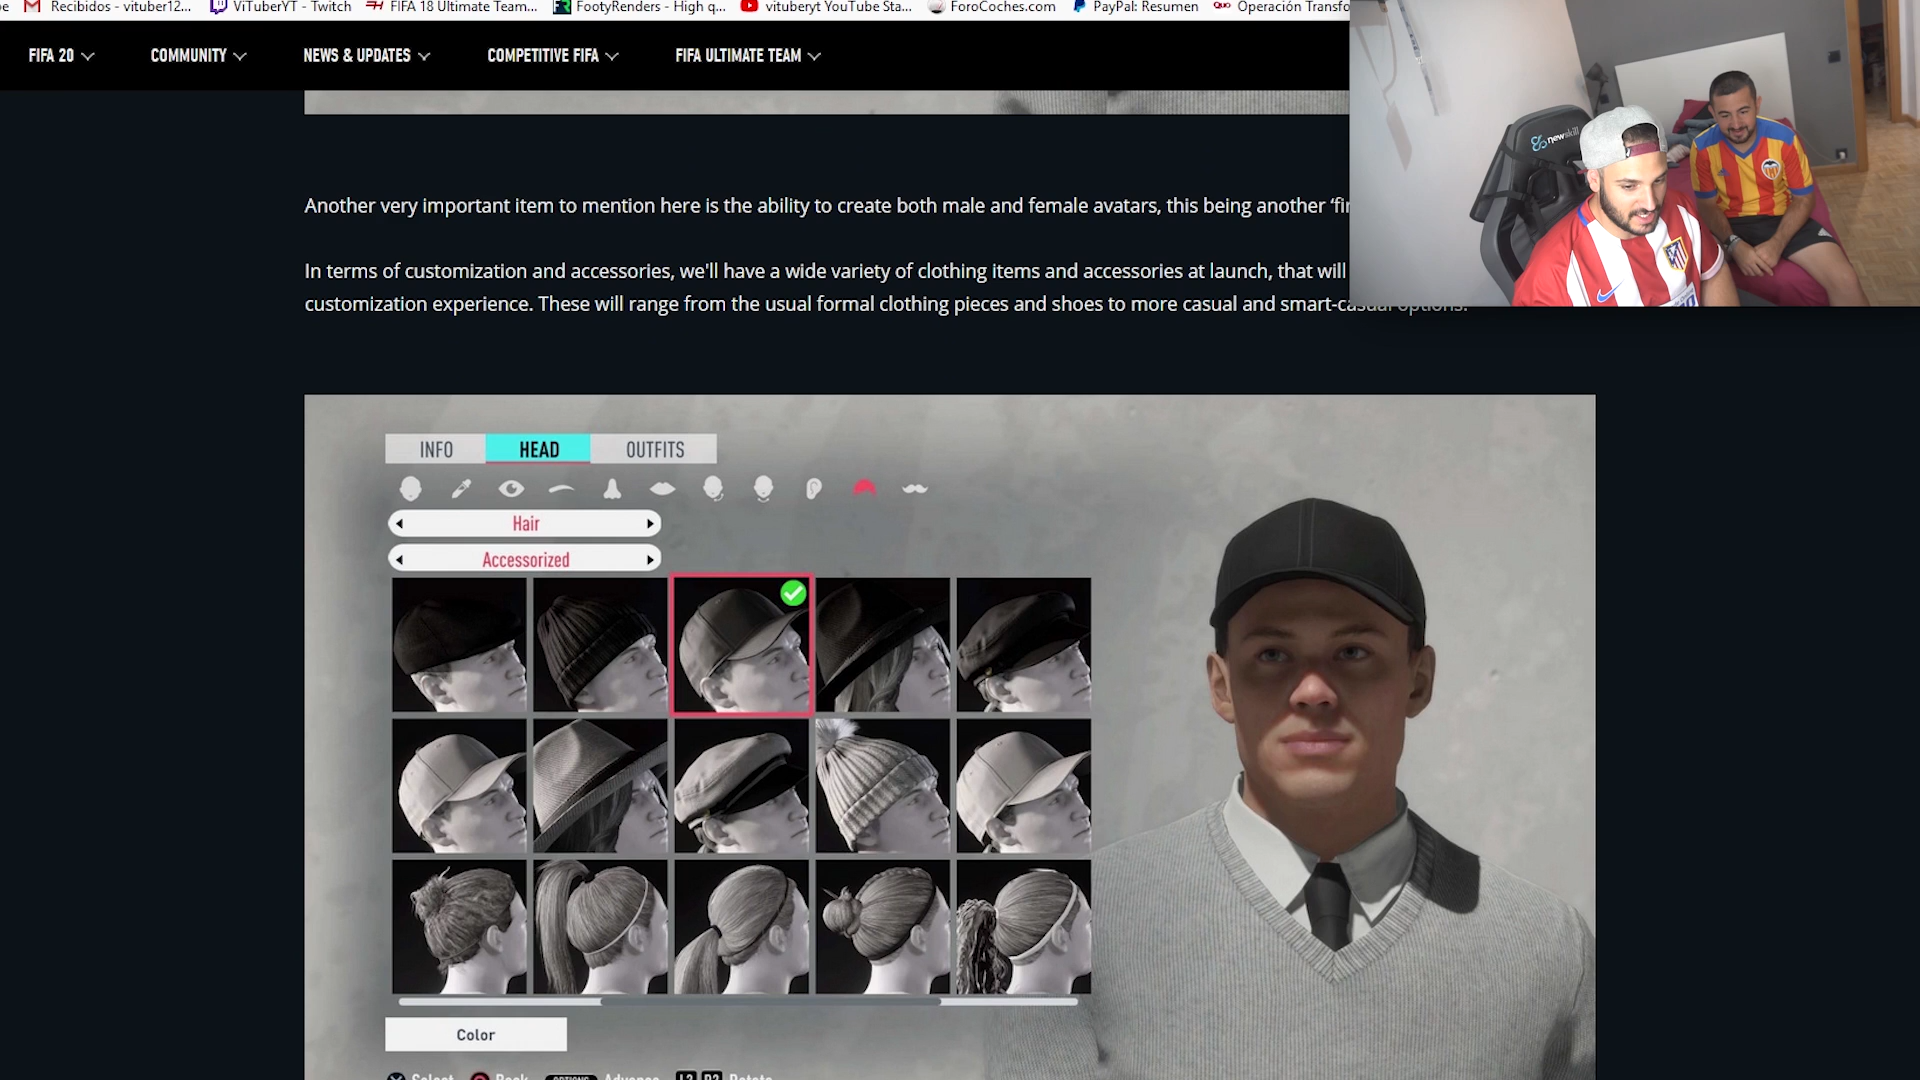 Recibidos - vituber12... ViTuberYT - Twitch FIFA 18 Ultimate Team... FootyRenders - High q... vituberyt YouTube Sta... ForoCoches.com PayPal: Resumen Operación Transfo
FIFA 20 COMMUNITY NEWS & UPDATES COMPETITIVE FIFA FIFA ULTIMATE TEAM
newskill
Another very important item to mention here is the ability to create both male and female avatars, this being another ‘fir
In terms of customization and accessories, we'll have a wide variety of clothing items and accessories at launch, that will
customization experience. These will range from the usual formal clothing pieces and shoes to more casual and smart-casual options.
INFO HEAD OUTFITS
Hair
Accessorized
Color
Select Back OPTIONS Advance L2 R2 Rotate